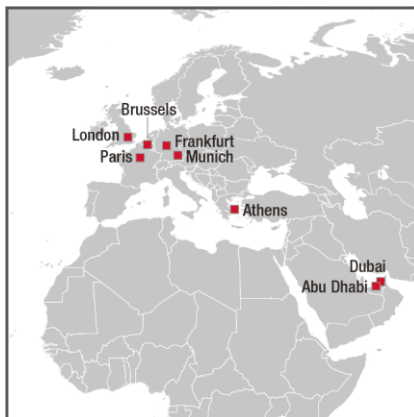 Brussels
London
Frankfurt
Paris
Munich
Athens
Dubai
Abu Dhabi